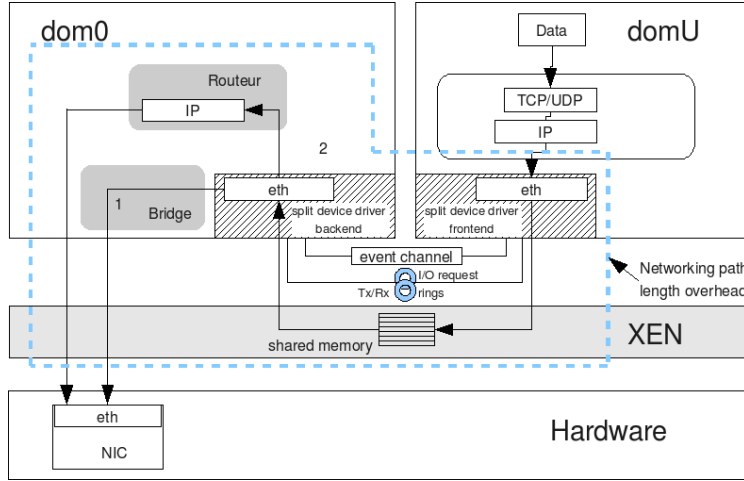 dom0
domU
Data
Routeur
IP
TCP/UDP
IP
2
1
Bridge
eth
split device driver
backend
eth
split device driver
frontend
event channel
I/O request
Tx/Rx
rings
Networking path
length overhead
shared memory
XEN
eth
NIC
Hardware